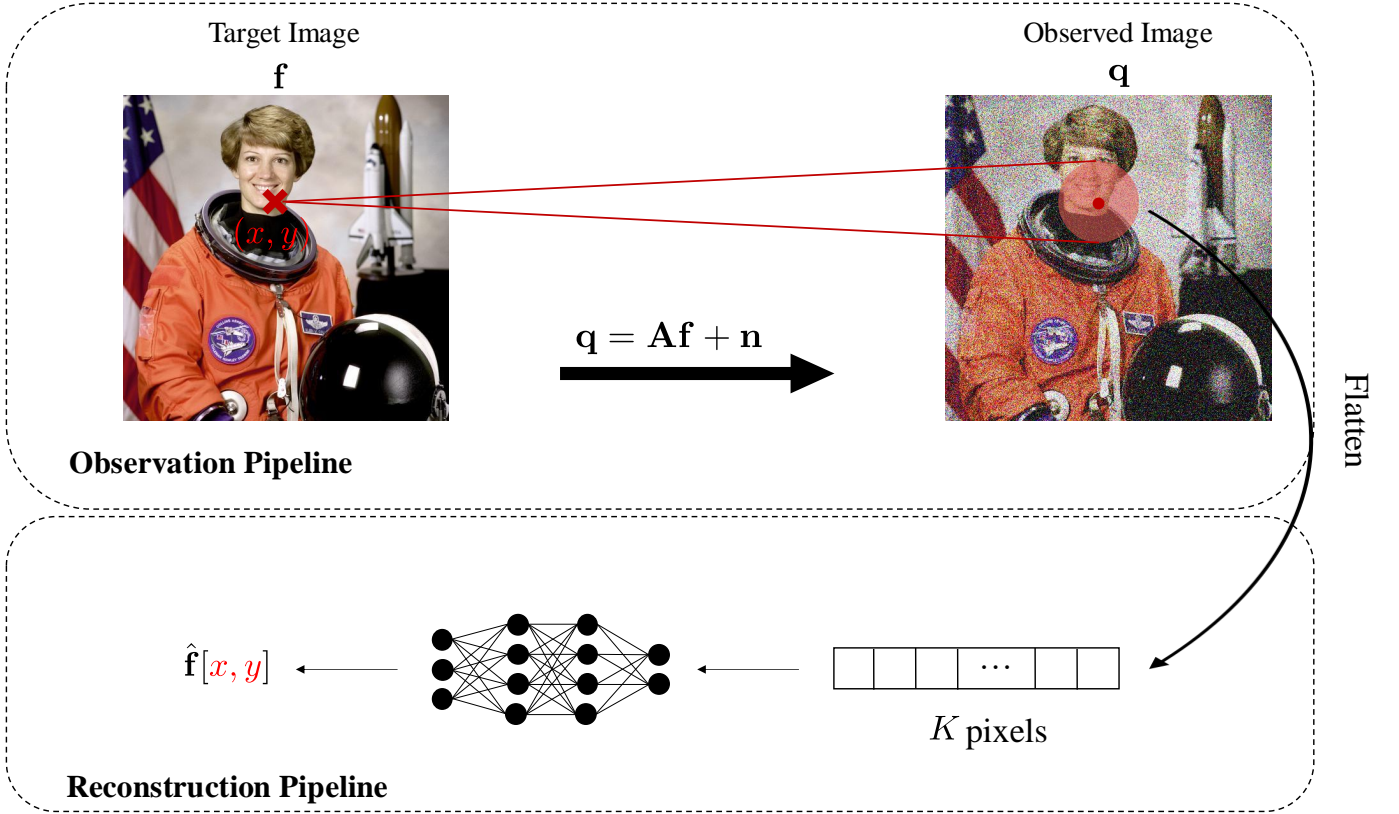 Target Image
f
Observed Image
q
(x, y)
q = Af + n
Flatten
Observation Pipeline
f̂[x, y]
...
K pixels
Reconstruction Pipeline